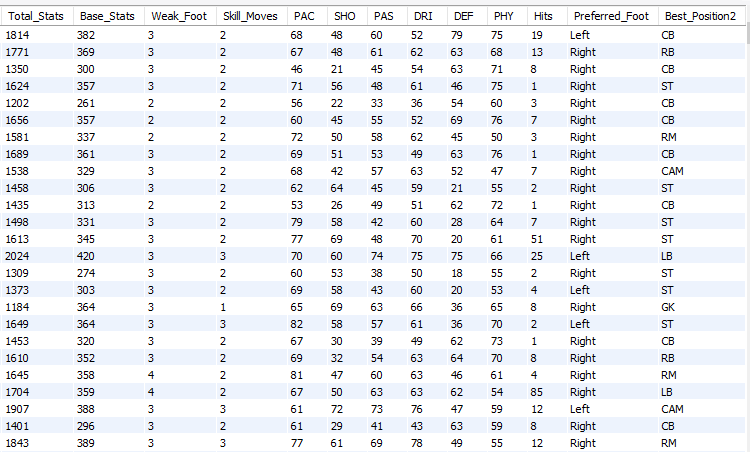 Total_Stats Base_Stats Weak_Foot Skill_Moves PAC SHO PAS DRI DEF PHY Hits Preferred_Foot Best_Position2
1814 382 3 2 68 48 60 52 79 75 19 Left CB
1771 369 3 2 67 48 61 62 63 68 13 Right RB
1350 300 3 2 46 21 45 54 63 71 8 Right CB
1624 357 3 2 71 56 48 61 46 75 1 Right ST
1202 261 2 2 56 22 33 36 54 60 3 Right CB
1656 357 2 2 60 45 55 52 69 76 7 Right CB
1581 337 2 2 72 50 58 62 45 50 3 Right RM
1689 361 3 2 69 51 53 49 63 76 1 Right CB
1538 329 3 2 68 42 57 63 52 47 7 Right CAM
1458 306 3 2 62 64 45 59 21 55 2 Right ST
1435 313 2 2 53 26 49 51 62 72 1 Right CB
1498 331 3 2 79 58 42 60 28 64 7 Right ST
1613 345 3 2 77 69 48 70 20 61 51 Right ST
2024 420 3 3 70 60 74 75 75 66 25 Left LB
1309 274 3 2 60 53 38 50 18 55 2 Right ST
1373 303 3 2 69 58 43 60 20 53 4 Left ST
1184 364 3 1 65 69 63 66 36 65 8 Right GK
1649 364 3 3 82 58 57 61 36 70 2 Left ST
1453 320 3 2 67 30 39 49 62 73 1 Right CB
1610 352 3 2 69 32 54 63 64 70 8 Right RB
1645 358 4 2 81 47 60 63 46 61 4 Right RM
1704 359 4 2 67 50 63 63 62 54 85 Right LB
1907 388 3 3 61 72 73 76 47 59 12 Left CAM
1401 296 3 2 61 29 41 43 63 59 8 Right CB
1843 389 3 3 77 61 69 78 49 55 12 Right RM